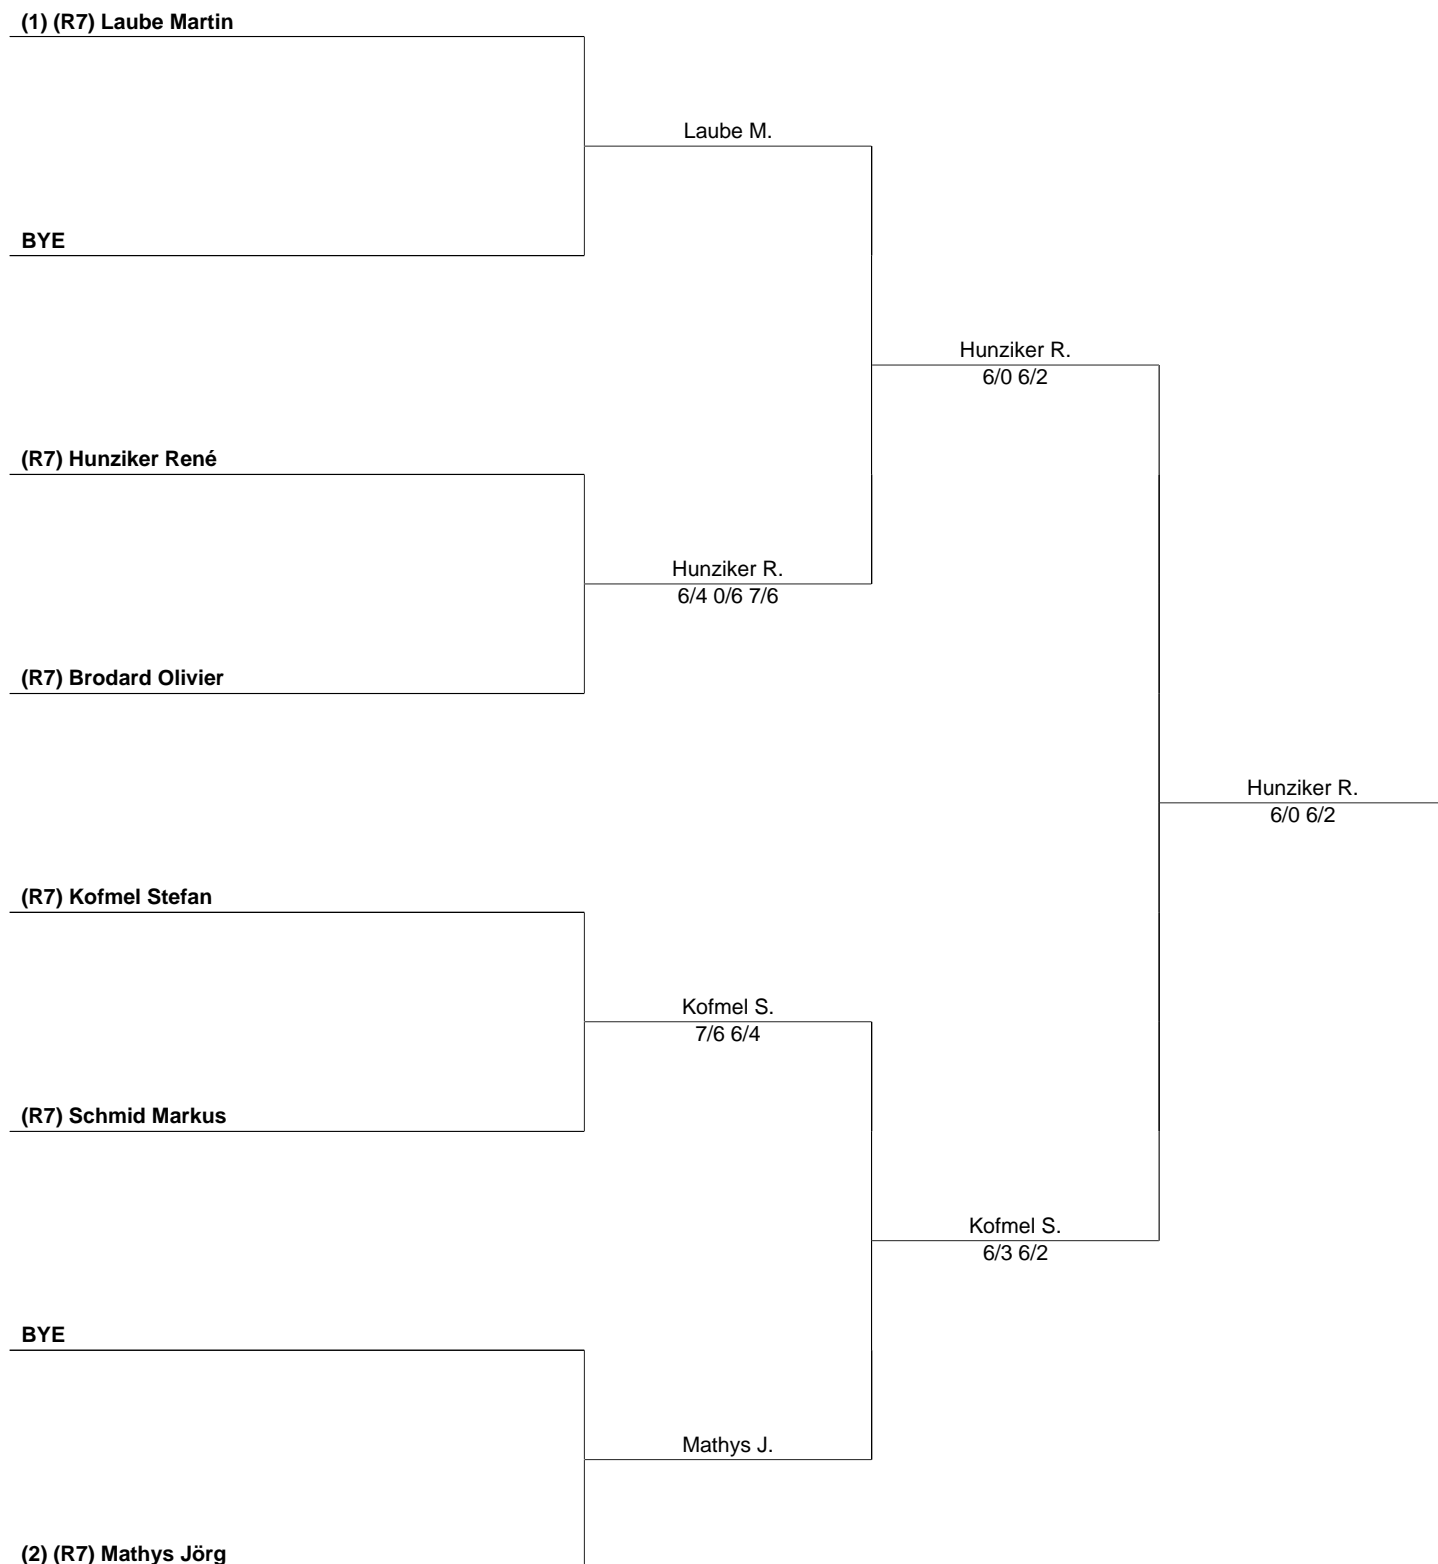 (1) (R7) Laube Martin
Laube M.
BYE
Hunziker R.
6/0 6/2
(R7) Hunziker René
Hunziker R.
6/4 0/6 7/6
(R7) Brodard Olivier
Hunziker R.
6/0 6/2
(R7) Kofmel Stefan
Kofmel S.
7/6 6/4
(R7) Schmid Markus
Kofmel S.
6/3 6/2
BYE
Mathys J.
(2) (R7) Mathys Jörg